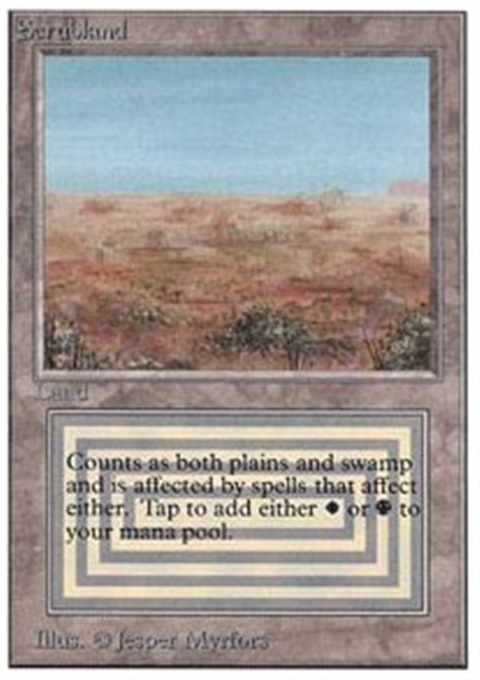 Scrubland
Land
Counts as both plains and swamp
and is affected by spells that affect
either. Tap to add either or to
your mana pool.
Illus. © Jesper Myrfors